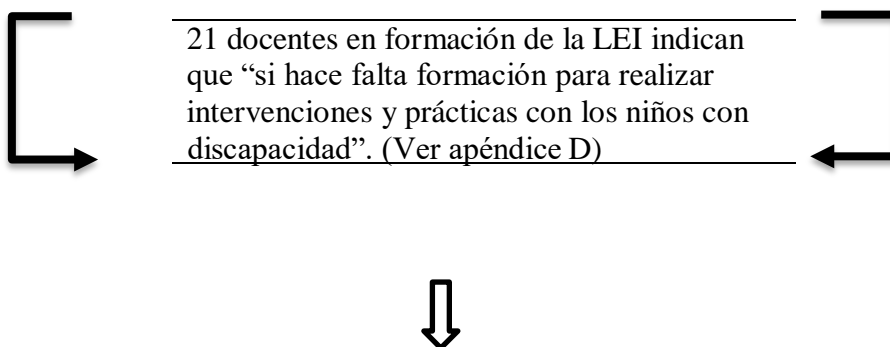 21 docentes en formación de la LEI indican
que “si hace falta formación para realizar
intervenciones y prácticas con los niños con
discapacidad”. (Ver apéndice D)